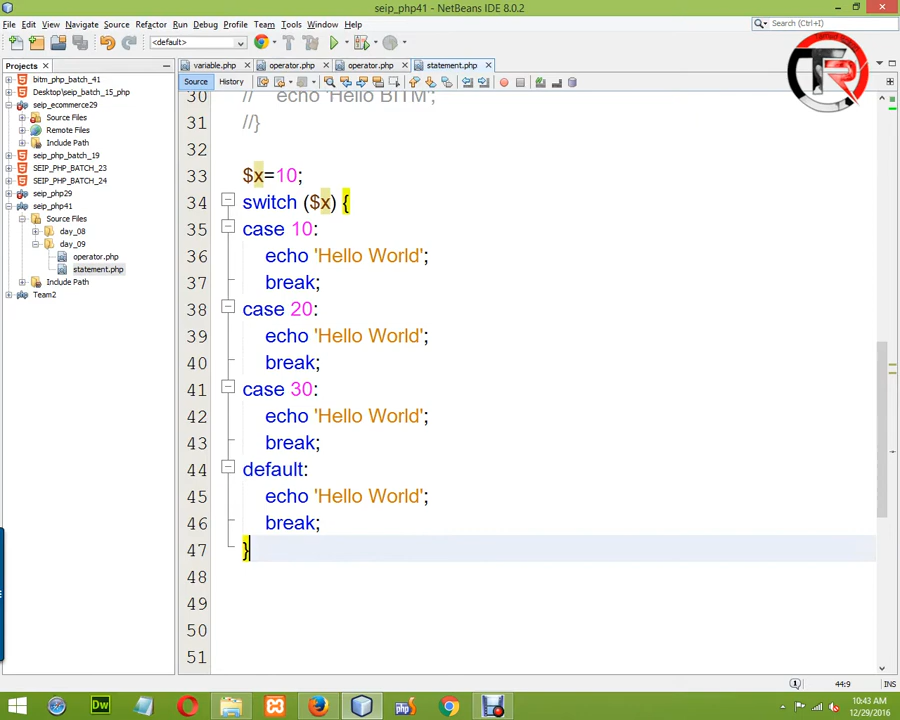 seip_php41 - NetBeans IDE 8.0.2
File Edit View Navigate Source Refactor Run Debug Profile Team Tools Window Help
Search (Ctrl+I)
<default>
Projects
variable.php operator.php operator.php statement.php
Source History
bitm_php_batch_41
Desktop\seip_batch_15_php
seip_ecommerce29
Source Files
Remote Files
Include Path
seip_php_batch_19
SEIP_PHP_BATCH_23
SEIP_PHP_BATCH_24
seip_php29
seip_php41
Source Files
day_08
day_09
operator.php
statement.php
Include Path
Team2
30 // echo 'Hello BITM';
31 //}
32
33 $x=10;
34 switch ($x) {
35 case 10:
36 echo 'Hello World';
37 break;
38 case 20:
39 echo 'Hello World';
40 break;
41 case 30:
42 echo 'Hello World';
43 break;
44 default:
45 echo 'Hello World';
46 break;
47 }
48
49
50
51
44:9 INS
Dw
php
10:43 AM
12/29/2016